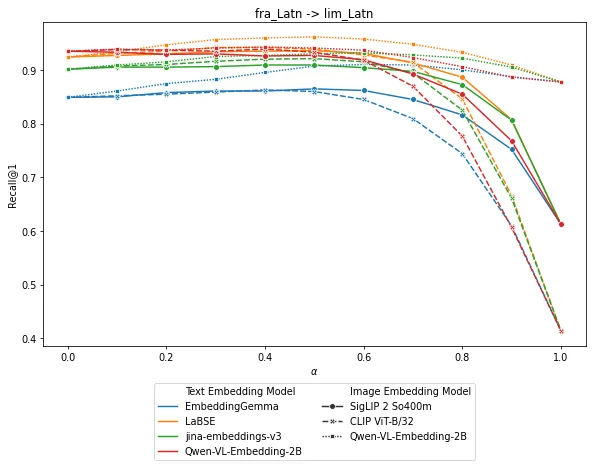 fra_Latn -> lim_Latn
Recall@1
0.9
0.8
0.7
0.6
0.5
0.4
0.0 0.2 0.4 0.6 0.8 1.0
α
Text Embedding Model
EmbeddingGemma
LaBSE
jina-embeddings-v3
Qwen-VL-Embedding-2B
Image Embedding Model
SigLIP 2 So400m
CLIP ViT-B/32
Qwen-VL-Embedding-2B